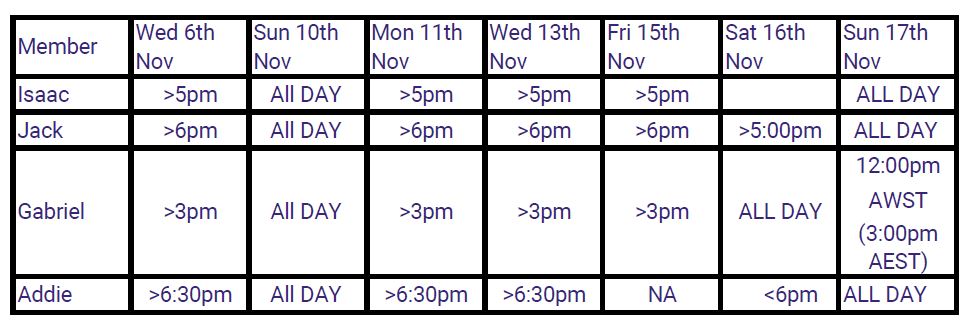 Member Wed 6th Nov Sun 10th Nov Mon 11th Nov Wed 13th Nov Fri 15th Nov Sat 16th Nov Sun 17th Nov
Isaac >5pm All DAY >5pm >5pm >5pm ALL DAY
Jack >6pm All DAY >6pm >6pm >6pm >5:00pm ALL DAY
Gabriel >3pm All DAY >3pm >3pm >3pm ALL DAY 12:00pm AWST (3:00pm AEST)
Addie >6:30pm All DAY >6:30pm >6:30pm NA <6pm ALL DAY